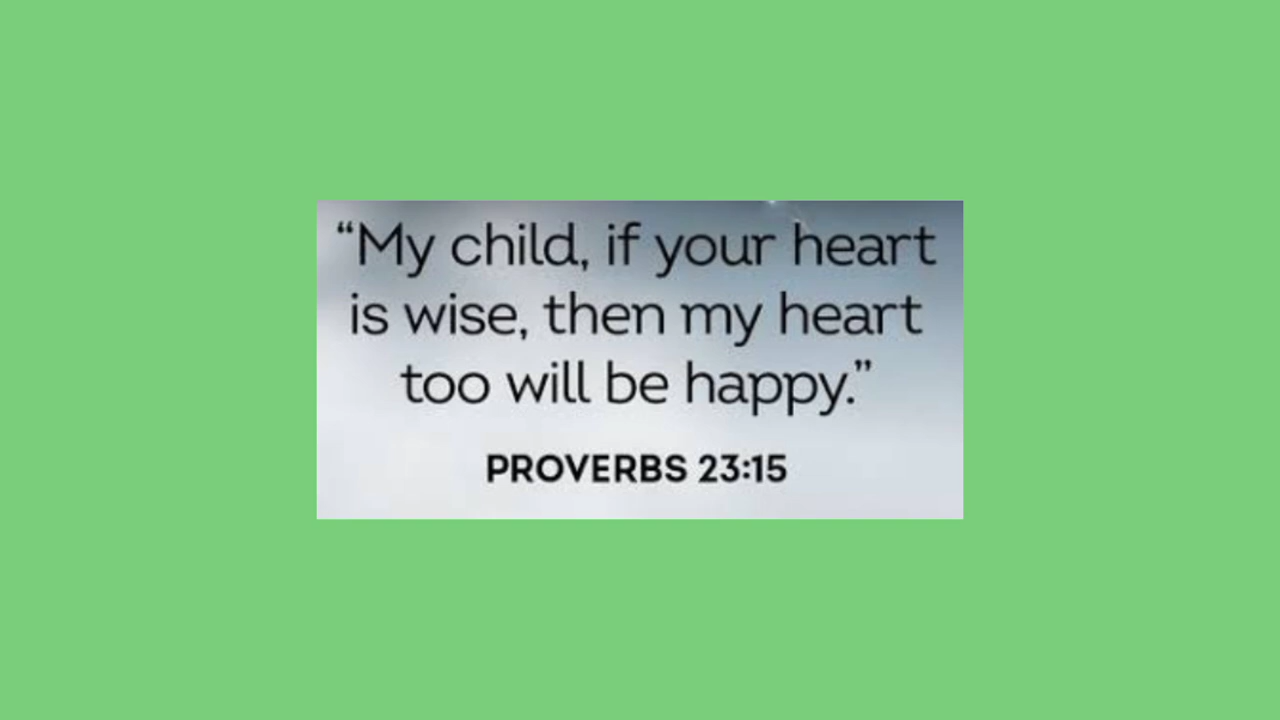 “My child, if your heart
is wise, then my heart
too will be happy.”
PROVERBS 23:15